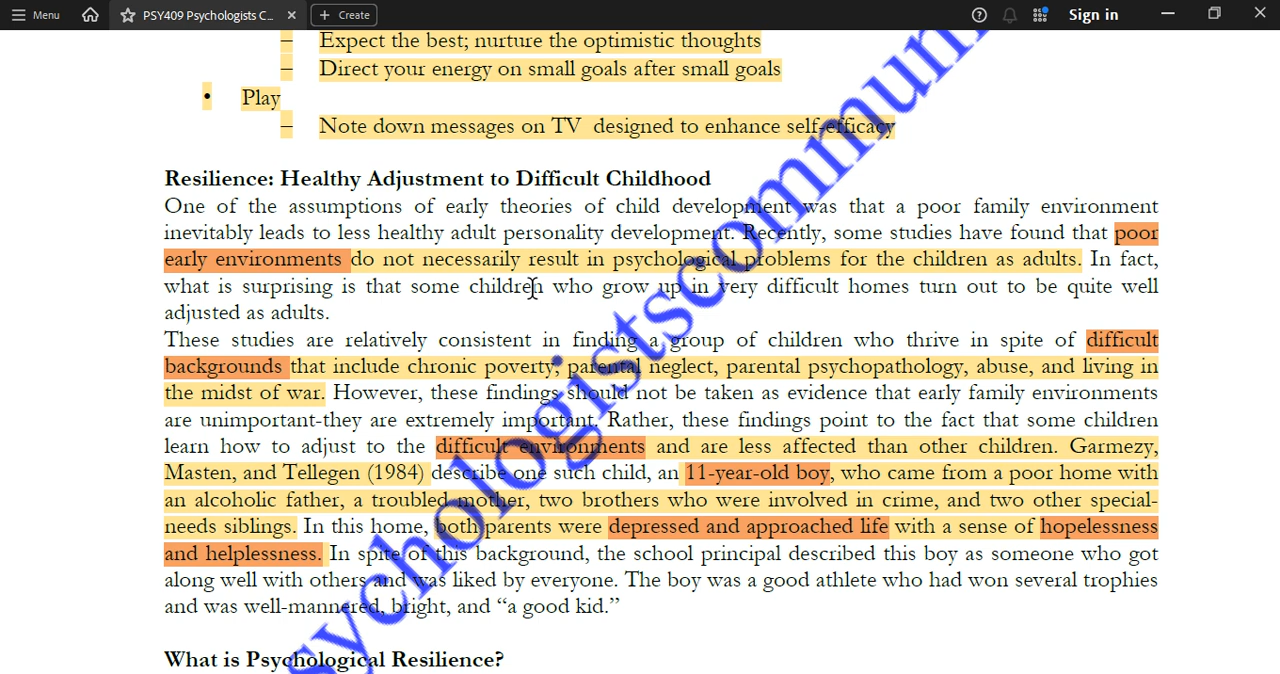 Menu
PSY409 Psychologists C...
Create
Sign in
– Expect the best; nurture the optimistic thoughts
– Direct your energy on small goals after small goals
• Play
– Note down messages on TV designed to enhance self-efficacy
Resilience: Healthy Adjustment to Difficult Childhood
One of the assumptions of early theories of child development was that a poor family environment
inevitably leads to less healthy adult personality development. Recently, some studies have found that poor
early environments do not necessarily result in psychological problems for the children as adults. In fact,
what is surprising is that some children who grow up in very difficult homes turn out to be quite well
adjusted as adults.
These studies are relatively consistent in finding a group of children who thrive in spite of difficult
backgrounds that include chronic poverty, parental neglect, parental psychopathology, abuse, and living in
the midst of war. However, these findings should not be taken as evidence that early family environments
are unimportant-they are extremely important. Rather, these findings point to the fact that some children
learn how to adjust to the difficult environments and are less affected than other children. Garmezy,
Masten, and Tellegen (1984) describe one such child, an 11-year-old boy, who came from a poor home with
an alcoholic father, a troubled mother, two brothers who were involved in crime, and two other special-
needs siblings. In this home, both parents were depressed and approached life with a sense of hopelessness
and helplessness. In spite of this background, the school principal described this boy as someone who got
along well with others and was liked by everyone. The boy was a good athlete who had won several trophies
and was well-mannered, bright, and “a good kid.”
What is Psychological Resilience?
psychologistscommuni